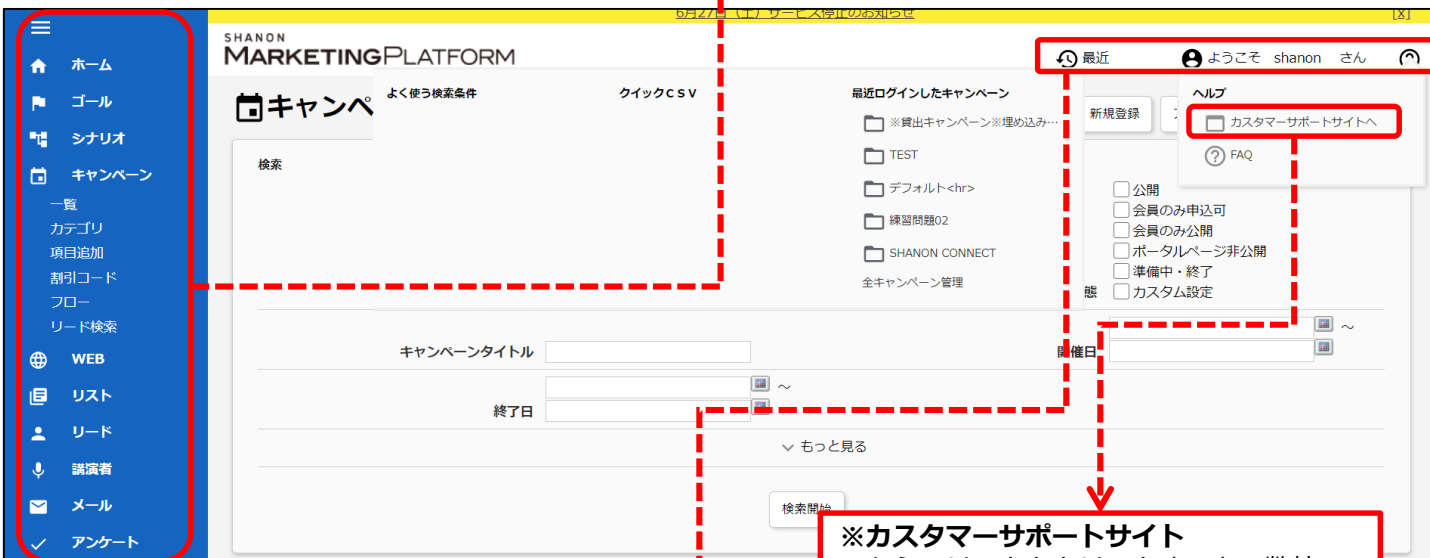 6月27日（土）サービス停止のお知らせ
[X]
SHANON
MARKETINGPLATFORM
最近
ようこそ shanon さん
ホーム
ゴール
シナリオ
キャンペーン
一覧
カテゴリ
項目追加
割引コード
フロー
リード検索
WEB
リスト
リード
講演者
メール
アンケート
キャンペ
よく使う検索条件
クイックＣＳＶ
最近ログインしたキャンペーン
※貸出キャンペーン※埋め込み…
TEST
デフォルト<hr>
練習問題02
SHANON CONNECT
全キャンペーン管理
新規登録
ヘルプ
カスタマーサポートサイトへ
FAQ
検索
公開
会員のみ申込可
会員のみ公開
ポータルページ非公開
準備中・終了
態
カスタム設定
キャンペーンタイトル
開催日
～
終了日
～
もっと見る
検索開始
※カスタマーサポートサイト